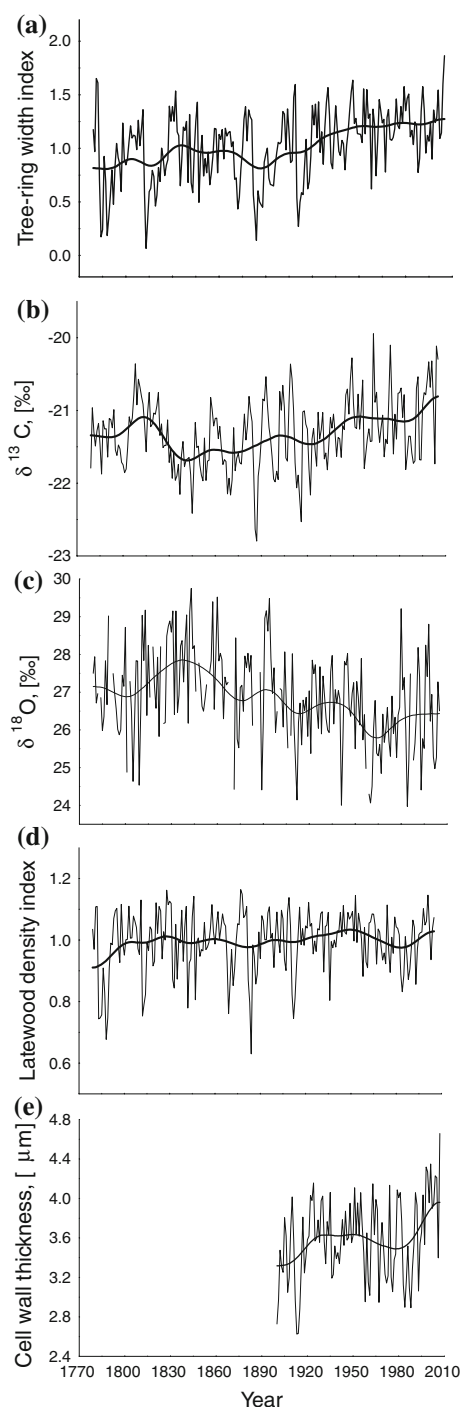 (a)
2.0
1.5
1.0
0.5
0.0
Tree-ring width index
(b)
-20
-21
-22
-23
δ 13 C, [‰]
(c)
30
29
28
27
26
25
24
δ 18 O, [‰]
(d)
1.2
1.0
0.8
0.6
Latewood density index
(e)
4.8
4.4
4.0
3.6
3.2
2.8
2.4
Cell wall thickness, [ μm]
1770 1800 1830 1860 1890 1920 1950 1980 2010
Year